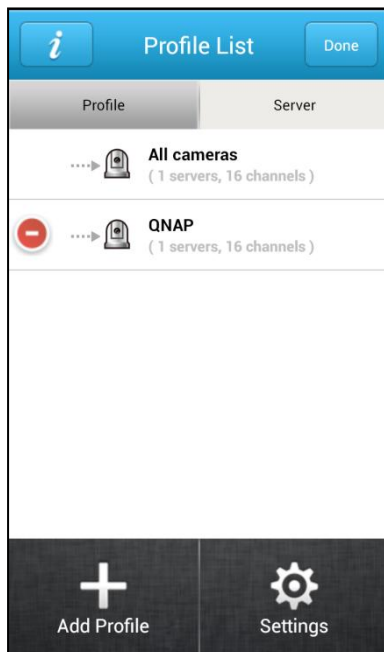 i
Profile List
Done
Profile
Server
All cameras
( 1 servers, 16 channels )
QNAP
( 1 servers, 16 channels )
Add Profile
Settings